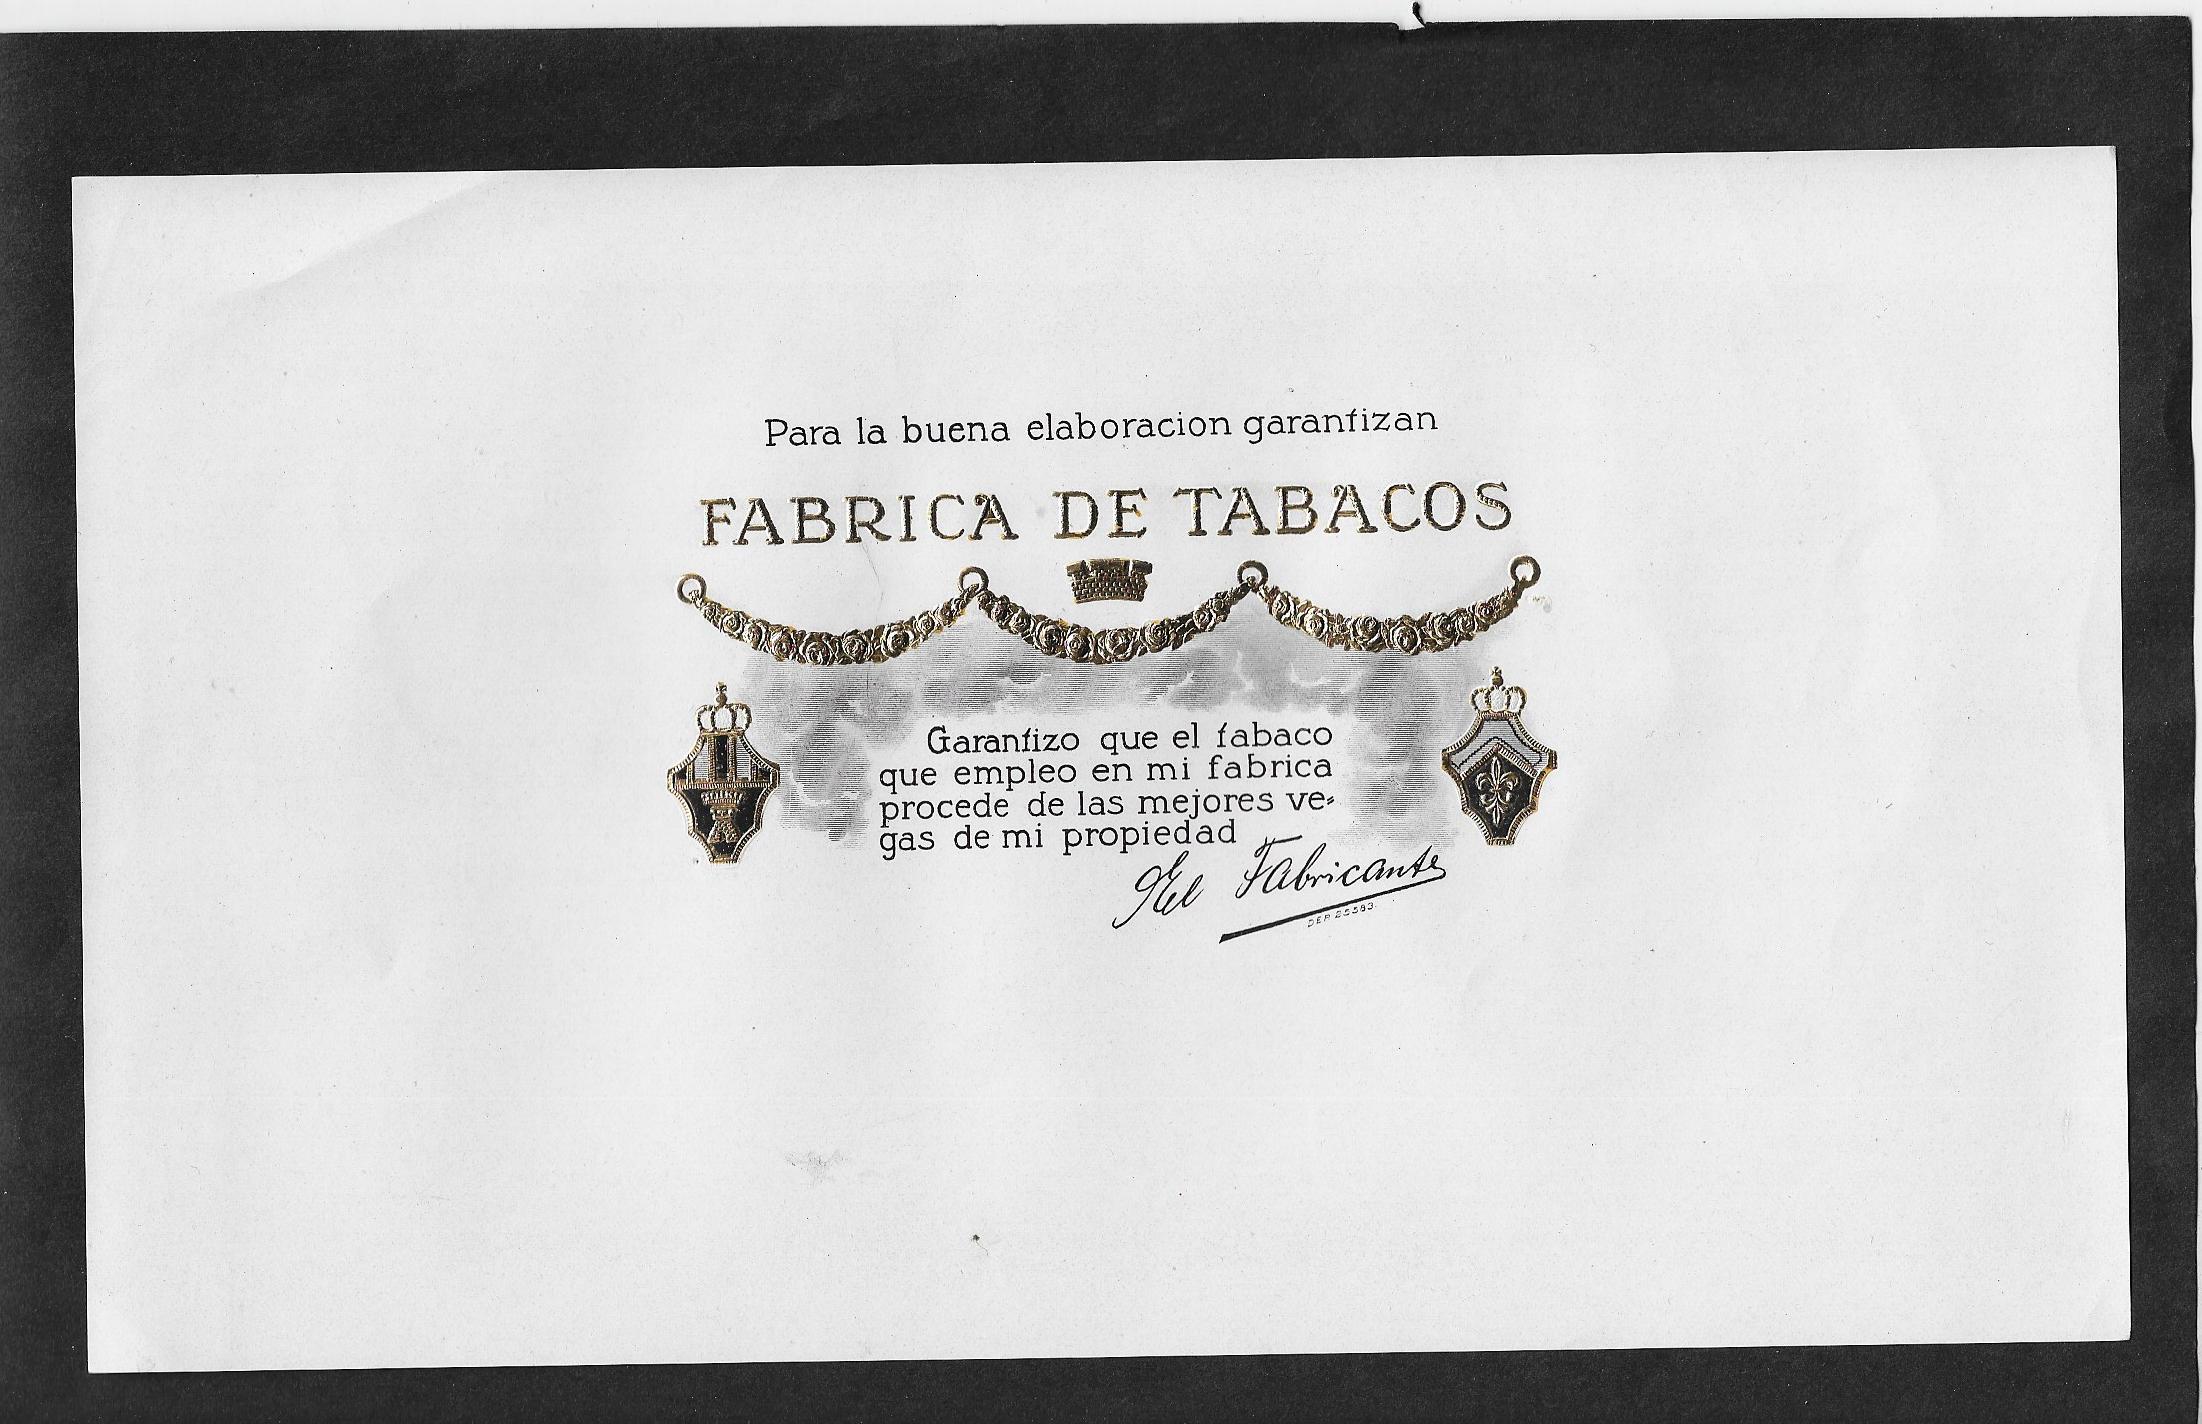 Para la buena elaboracion garantizan
FABRICA DE TABACOS
Garantizo que el tabaco
que empleo en mi fabrica
procede de las mejores ve=
gas de mi propiedad
El Fabricante
DEP. 25583.